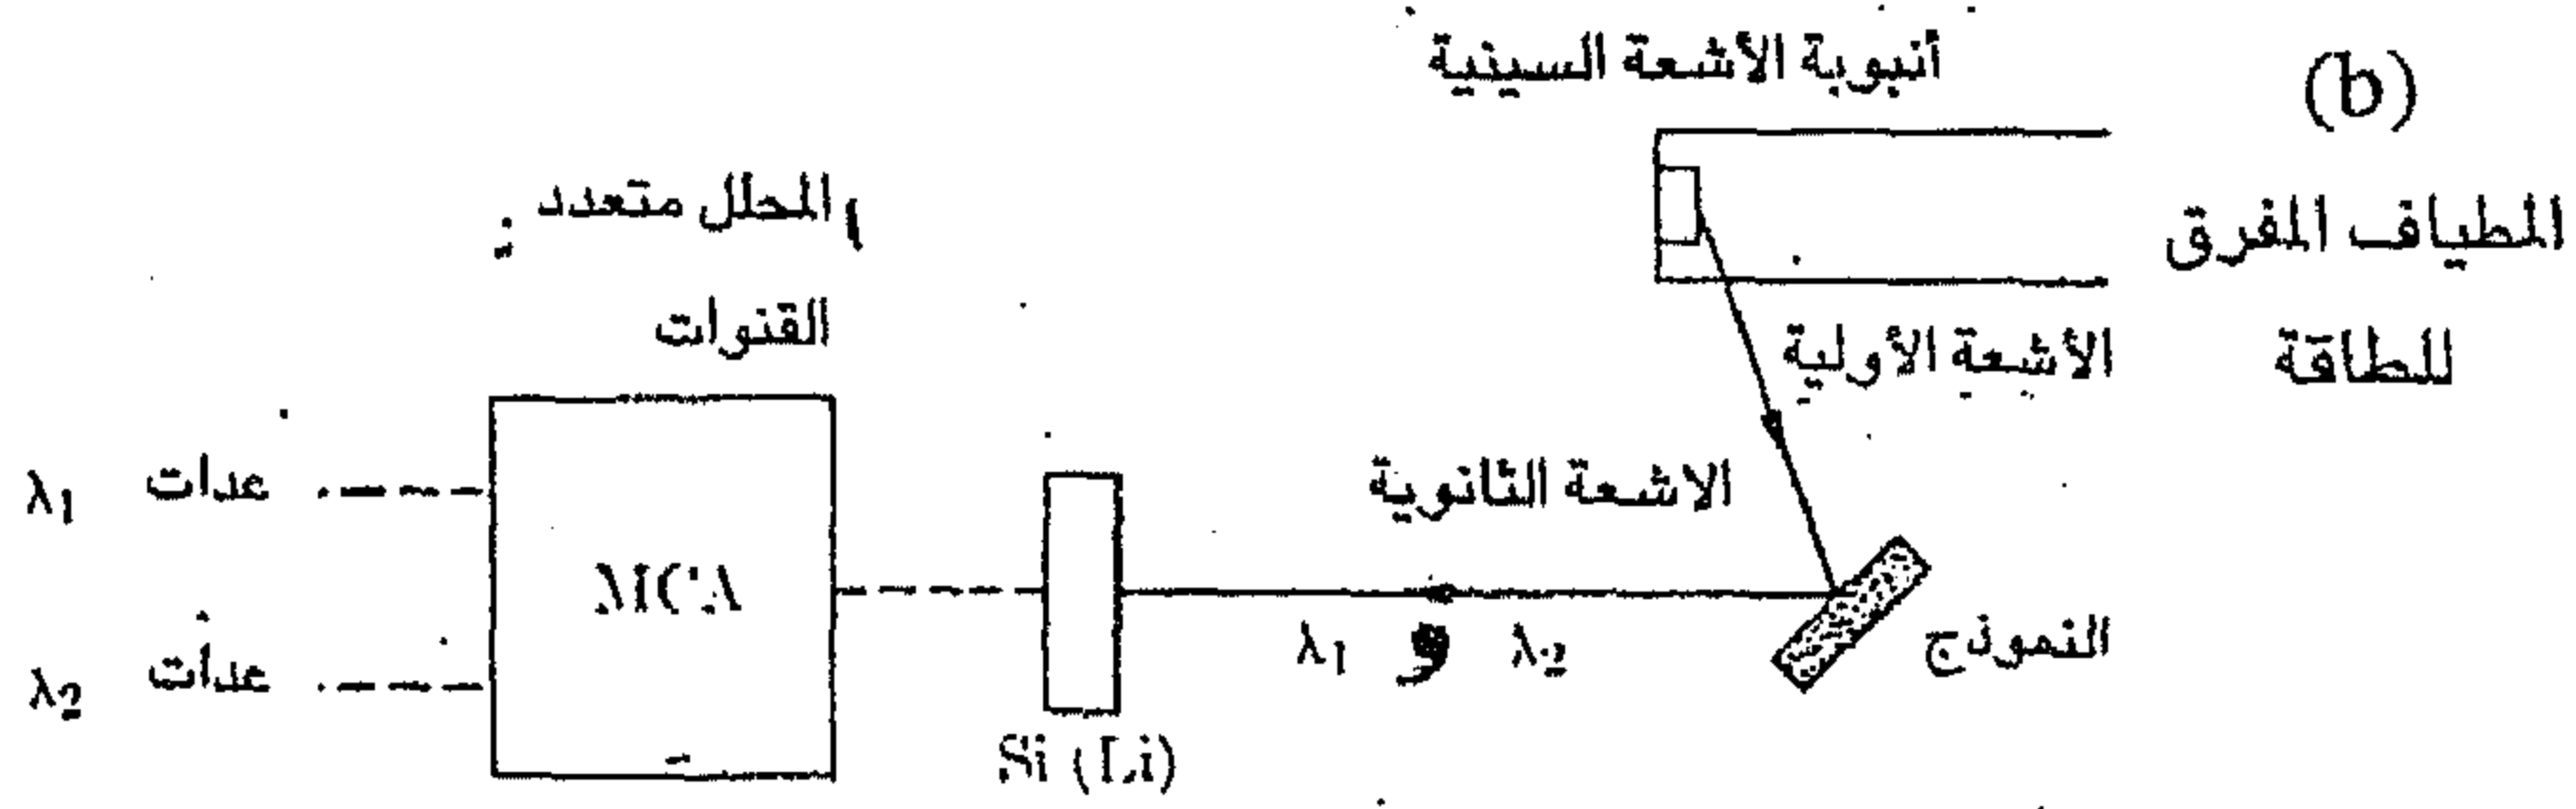 (b)
أنبوبة الأشعة السينية
المطياف المفرق
للطاقة
المحلل متعدد
القنوات
الأشعة الأولية
الاشعة الثانوية
λ1 عدات
MCA
λ1 و λ2
النموذج
λ2 عدات
Si (Li)